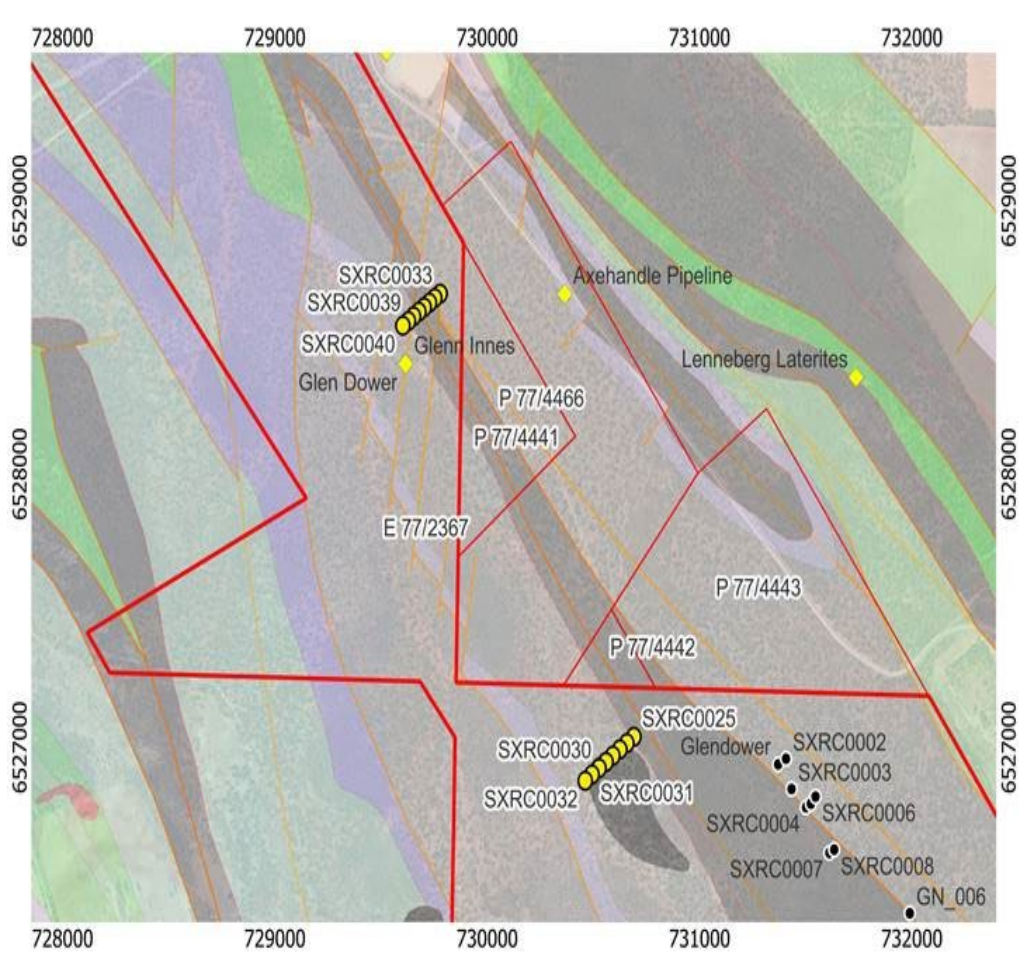 728000
729000
730000
731000
732000
6529000
6529000
SXRC0033
Axehandle Pipeline
SXRC0039
SXRC0040
Glenn Innes
Lenneberg Laterites
Glen Dower
P 77/4466
P 77/4441
6528000
6528000
E 77/2367
P 77/4443
P 77/4442
6527000
6527000
SXRC0025
SXRC0030
Glendower
SXRC0002
SXRC0003
SXRC0032
SXRC0031
SXRC0004
SXRC0006
SXRC0007
SXRC0008
GN_006
728000
729000
730000
731000
732000